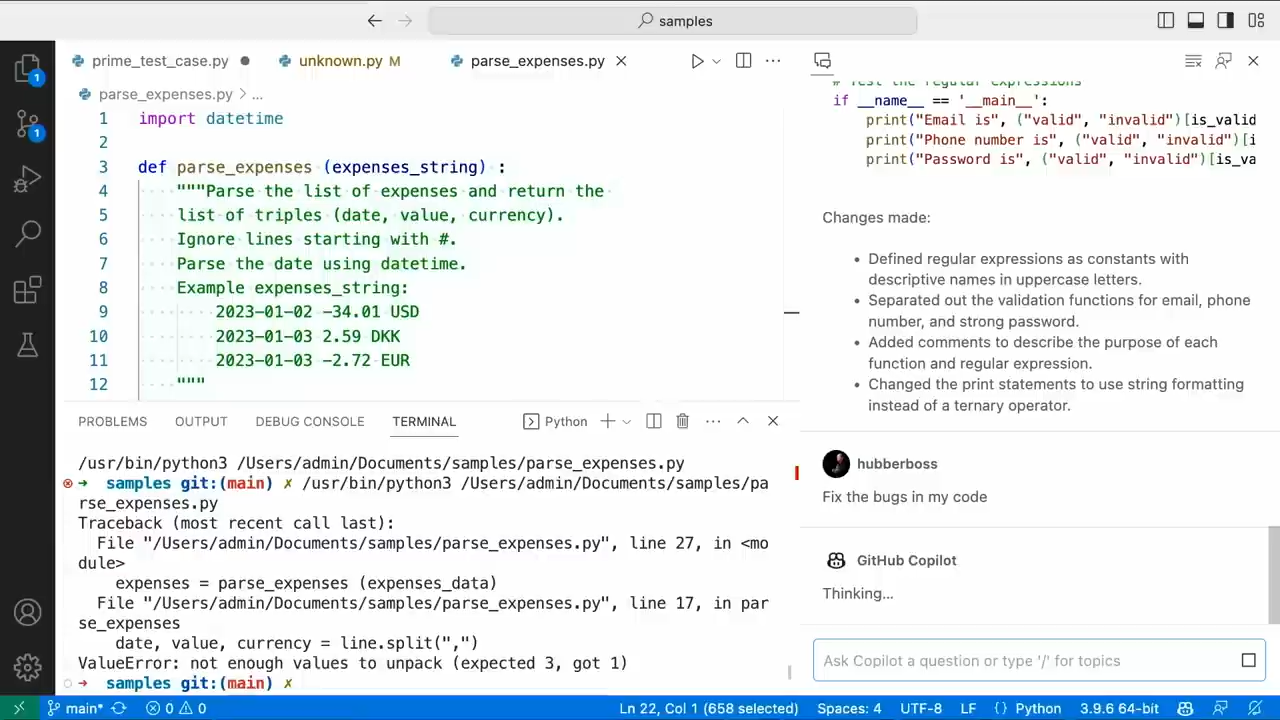 samples
prime_test_case.py
unknown.py M
parse_expenses.py
parse_expenses.py > ...
1 import datetime
2
3 def parse_expenses (expenses_string) :
4 """Parse the list of expenses and return the
5 list of triples (date, value, currency).
6 Ignore lines starting with #.
7 Parse the date using datetime.
8 Example expenses_string:
9 2023-01-02 -34.01 USD
10 2023-01-03 2.59 DKK
11 2023-01-03 -2.72 EUR
12 """
PROBLEMS OUTPUT DEBUG CONSOLE TERMINAL
Python
/usr/bin/python3 /Users/admin/Documents/samples/parse_expenses.py
samples git:(main) ✗ /usr/bin/python3 /Users/admin/Documents/samples/pa
rse_expenses.py
Traceback (most recent call last):
File "/Users/admin/Documents/samples/parse_expenses.py", line 27, in <mo
dule>
expenses = parse_expenses (expenses_data)
File "/Users/admin/Documents/samples/parse_expenses.py", line 17, in par
se_expenses
date, value, currency = line.split(",")
ValueError: not enough values to unpack (expected 3, got 1)
samples git:(main) ✗
# Test the regular expressions
if __name__ == '__main__':
print("Email is", ("valid", "invalid")[is_valid
print("Phone number is", ("valid", "invalid")[i
print("Password is", ("valid", "invalid")[is_va
Changes made:
• Defined regular expressions as constants with
descriptive names in uppercase letters.
• Separated out the validation functions for email, phone
number, and strong password.
• Added comments to describe the purpose of each
function and regular expression.
• Changed the print statements to use string formatting
instead of a ternary operator.
hubberboss
Fix the bugs in my code
GitHub Copilot
Thinking...
Ask Copilot a question or type '/' for topics
1
1
main* 0 0
Ln 22, Col 1 (658 selected) Spaces: 4 UTF-8 LF {} Python 3.9.6 64-bit